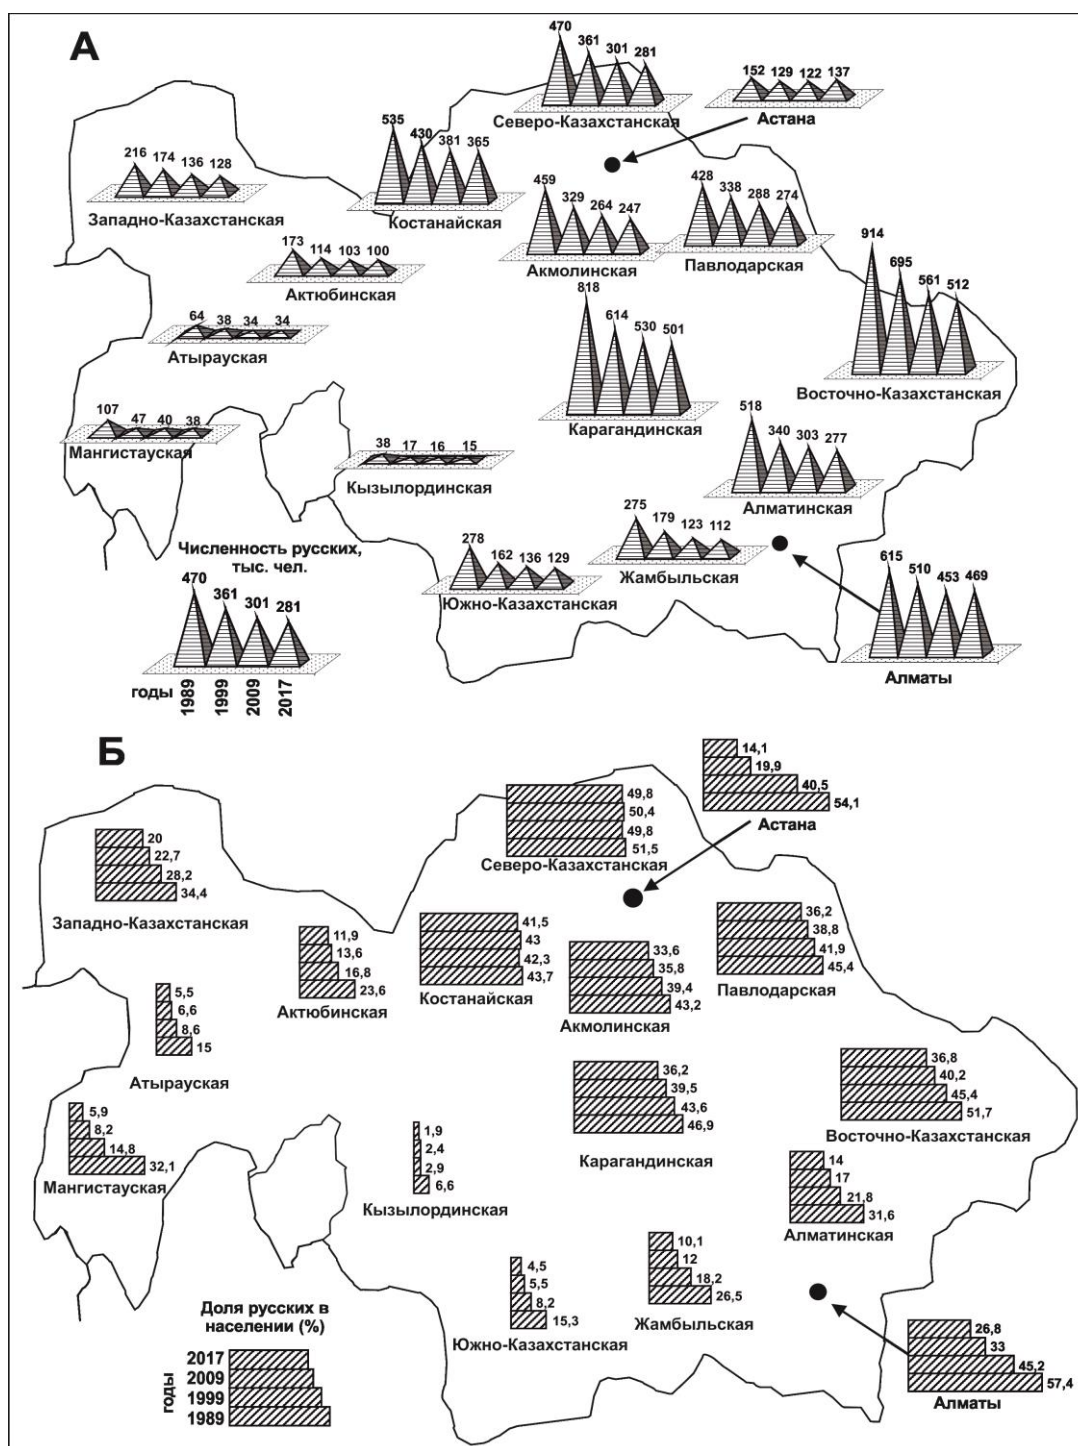 А
470 361 301 281
Северо-Казахстанская
152 129 122 137
Астана
535 430 381 365
Костанайская
216 174 136 128
Западно-Казахстанская
459 329 264 247
Акмолинская
428 338 288 274
Павлодарская
173 114 103 100
Актюбинская
914 695 561 512
Восточно-Казахстанская
64 38 34 34
Атырауская
818 614 530 501
Карагандинская
107 47 40 38
Мангистауская
38 17 16 15
Кызылординская
518 340 303 277
Алматинская
275 179 123 112
Жамбыльская
278 162 136 129
Южно-Казахстанская
615 510 453 469
Алматы
Численность русских,
тыс. чел.
470 361 301 281
годы 1989 1999 2009 2017
Б
14,1
19,9
40,5
54,1
Астана
49,8
50,4
49,8
51,5
Северо-Казахстанская
20
22,7
28,2
34,4
Западно-Казахстанская
11,9
13,6
16,8
23,6
Актюбинская
41,5
43
42,3
43,7
Костанайская
33,6
35,8
39,4
43,2
Акмолинская
36,2
38,8
41,9
45,4
Павлодарская
5,5
6,6
8,6
15
Атырауская
36,2
39,5
43,6
46,9
Карагандинская
36,8
40,2
45,4
51,7
Восточно-Казахстанская
5,9
8,2
14,8
32,1
Мангистауская
1,9
2,4
2,9
6,6
Кызылординская
14
17
21,8
31,6
Алматинская
10,1
12
18,2
26,5
Жамбыльская
4,5
5,5
8,2
15,3
Южно-Казахстанская
26,8
33
45,2
57,4
Алматы
Доля русских в
населении (%)
годы
2017
2009
1999
1989